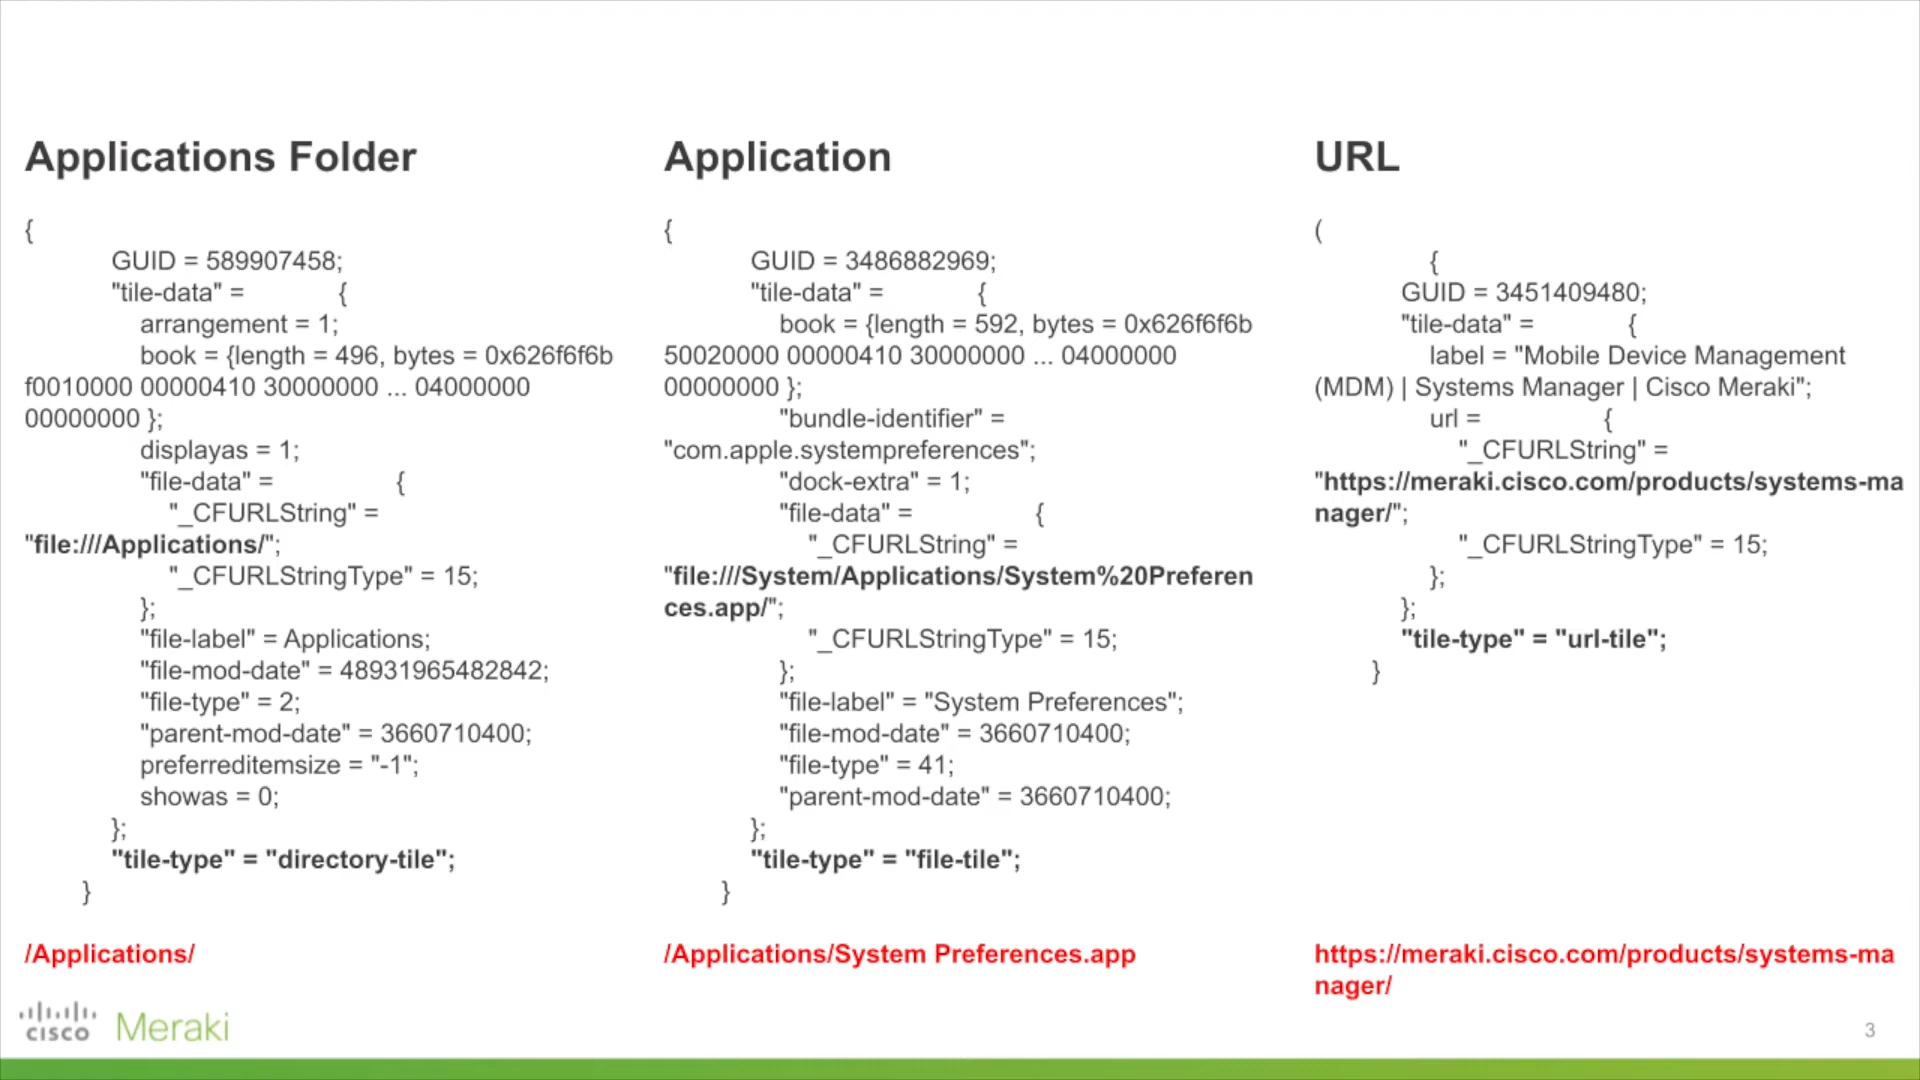 Applications Folder
{
GUID = 589907458;
"tile-data" = {
arrangement = 1;
book = {length = 496, bytes = 0x626f6f6b
f0010000 00000410 30000000 ... 04000000
00000000 };
displayas = 1;
"file-data" = {
"_CFURLString" =
"file:///Applications/";
"_CFURLStringType" = 15;
};
"file-label" = Applications;
"file-mod-date" = 48931965482842;
"file-type" = 2;
"parent-mod-date" = 3660710400;
preferreditemsize = "-1";
showas = 0;
};
"tile-type" = "directory-tile";
}
/Applications/
Application
{
GUID = 3486882969;
"tile-data" = {
book = {length = 592, bytes = 0x626f6f6b
50020000 00000410 30000000 ... 04000000
00000000 };
"bundle-identifier" =
"com.apple.systempreferences";
"dock-extra" = 1;
"file-data" = {
"_CFURLString" =
"file:///System/Applications/System%20Preferen
ces.app/";
"_CFURLStringType" = 15;
};
"file-label" = "System Preferences";
"file-mod-date" = 3660710400;
"file-type" = 41;
"parent-mod-date" = 3660710400;
};
"tile-type" = "file-tile";
}
/Applications/System Preferences.app
URL
(
{
GUID = 3451409480;
"tile-data" = {
label = "Mobile Device Management
(MDM) | Systems Manager | Cisco Meraki";
url = {
"_CFURLString" =
"https://meraki.cisco.com/products/systems-ma
nager/";
"_CFURLStringType" = 15;
};
};
"tile-type" = "url-tile";
}
https://meraki.cisco.com/products/systems-ma
nager/
CISCO Meraki
3